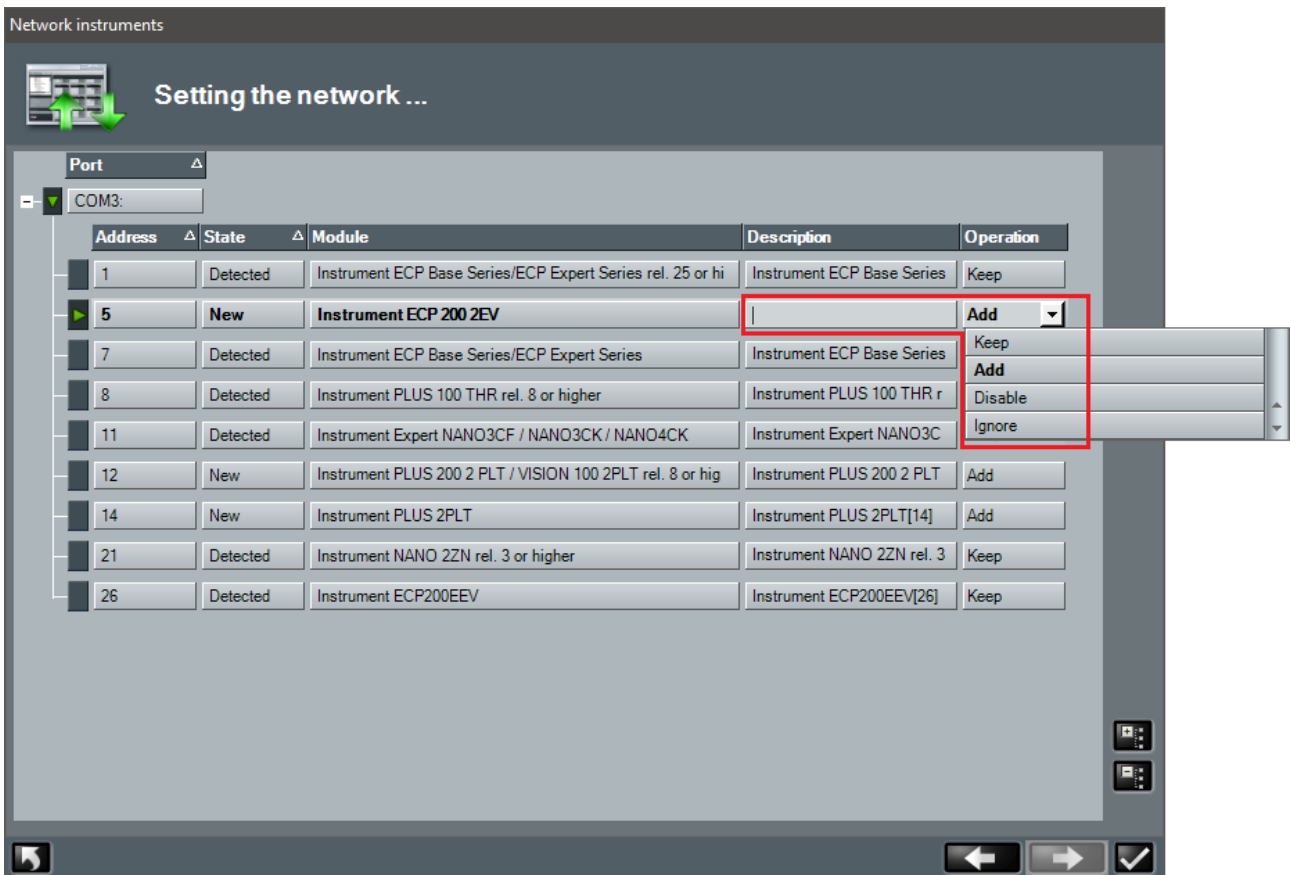 Network instruments
Setting the network ...
Port
COM3:
Address State Module Description Operation
1 Detected Instrument ECP Base Series/ECP Expert Series rel. 25 or hi Instrument ECP Base Series Keep
5 New Instrument ECP 200 2EV Add
7 Detected Instrument ECP Base Series/ECP Expert Series Instrument ECP Base Series
Keep
Add
8 Detected Instrument PLUS 100 THR rel. 8 or higher Instrument PLUS 100 THR r
Disable
Ignore
11 Detected Instrument Expert NANO3CF / NANO3CK / NANO4CK Instrument Expert NANO3C
12 New Instrument PLUS 200 2 PLT / VISION 100 2PLT rel. 8 or hig Instrument PLUS 200 2 PLT Add
14 New Instrument PLUS 2PLT Instrument PLUS 2PLT[14] Add
21 Detected Instrument NANO 2ZN rel. 3 or higher Instrument NANO 2ZN rel. 3 Keep
26 Detected Instrument ECP200EEV Instrument ECP200EEV[26] Keep